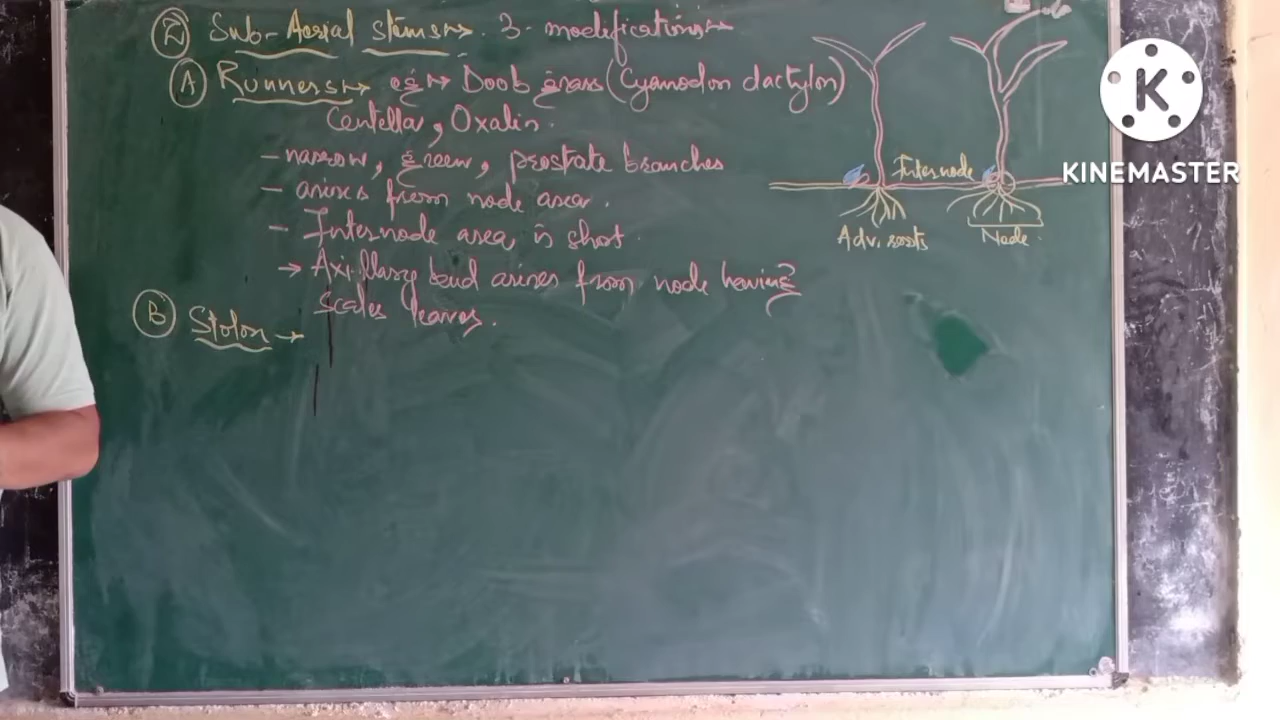 ② Sub-Aerial stems → 3 - modifications →
Ⓐ Runners → eg → Doob grass (Cyanodon dactylon)
Centella, Oxalis.
- narrow, green, prostrate branches
- arises from node area.
- Internode area is short.
→ Axillary bud arises from node having
scales leaves.
Ⓑ Stolon →
Internode
Adv. roots
Node.
K
KINEMASTER